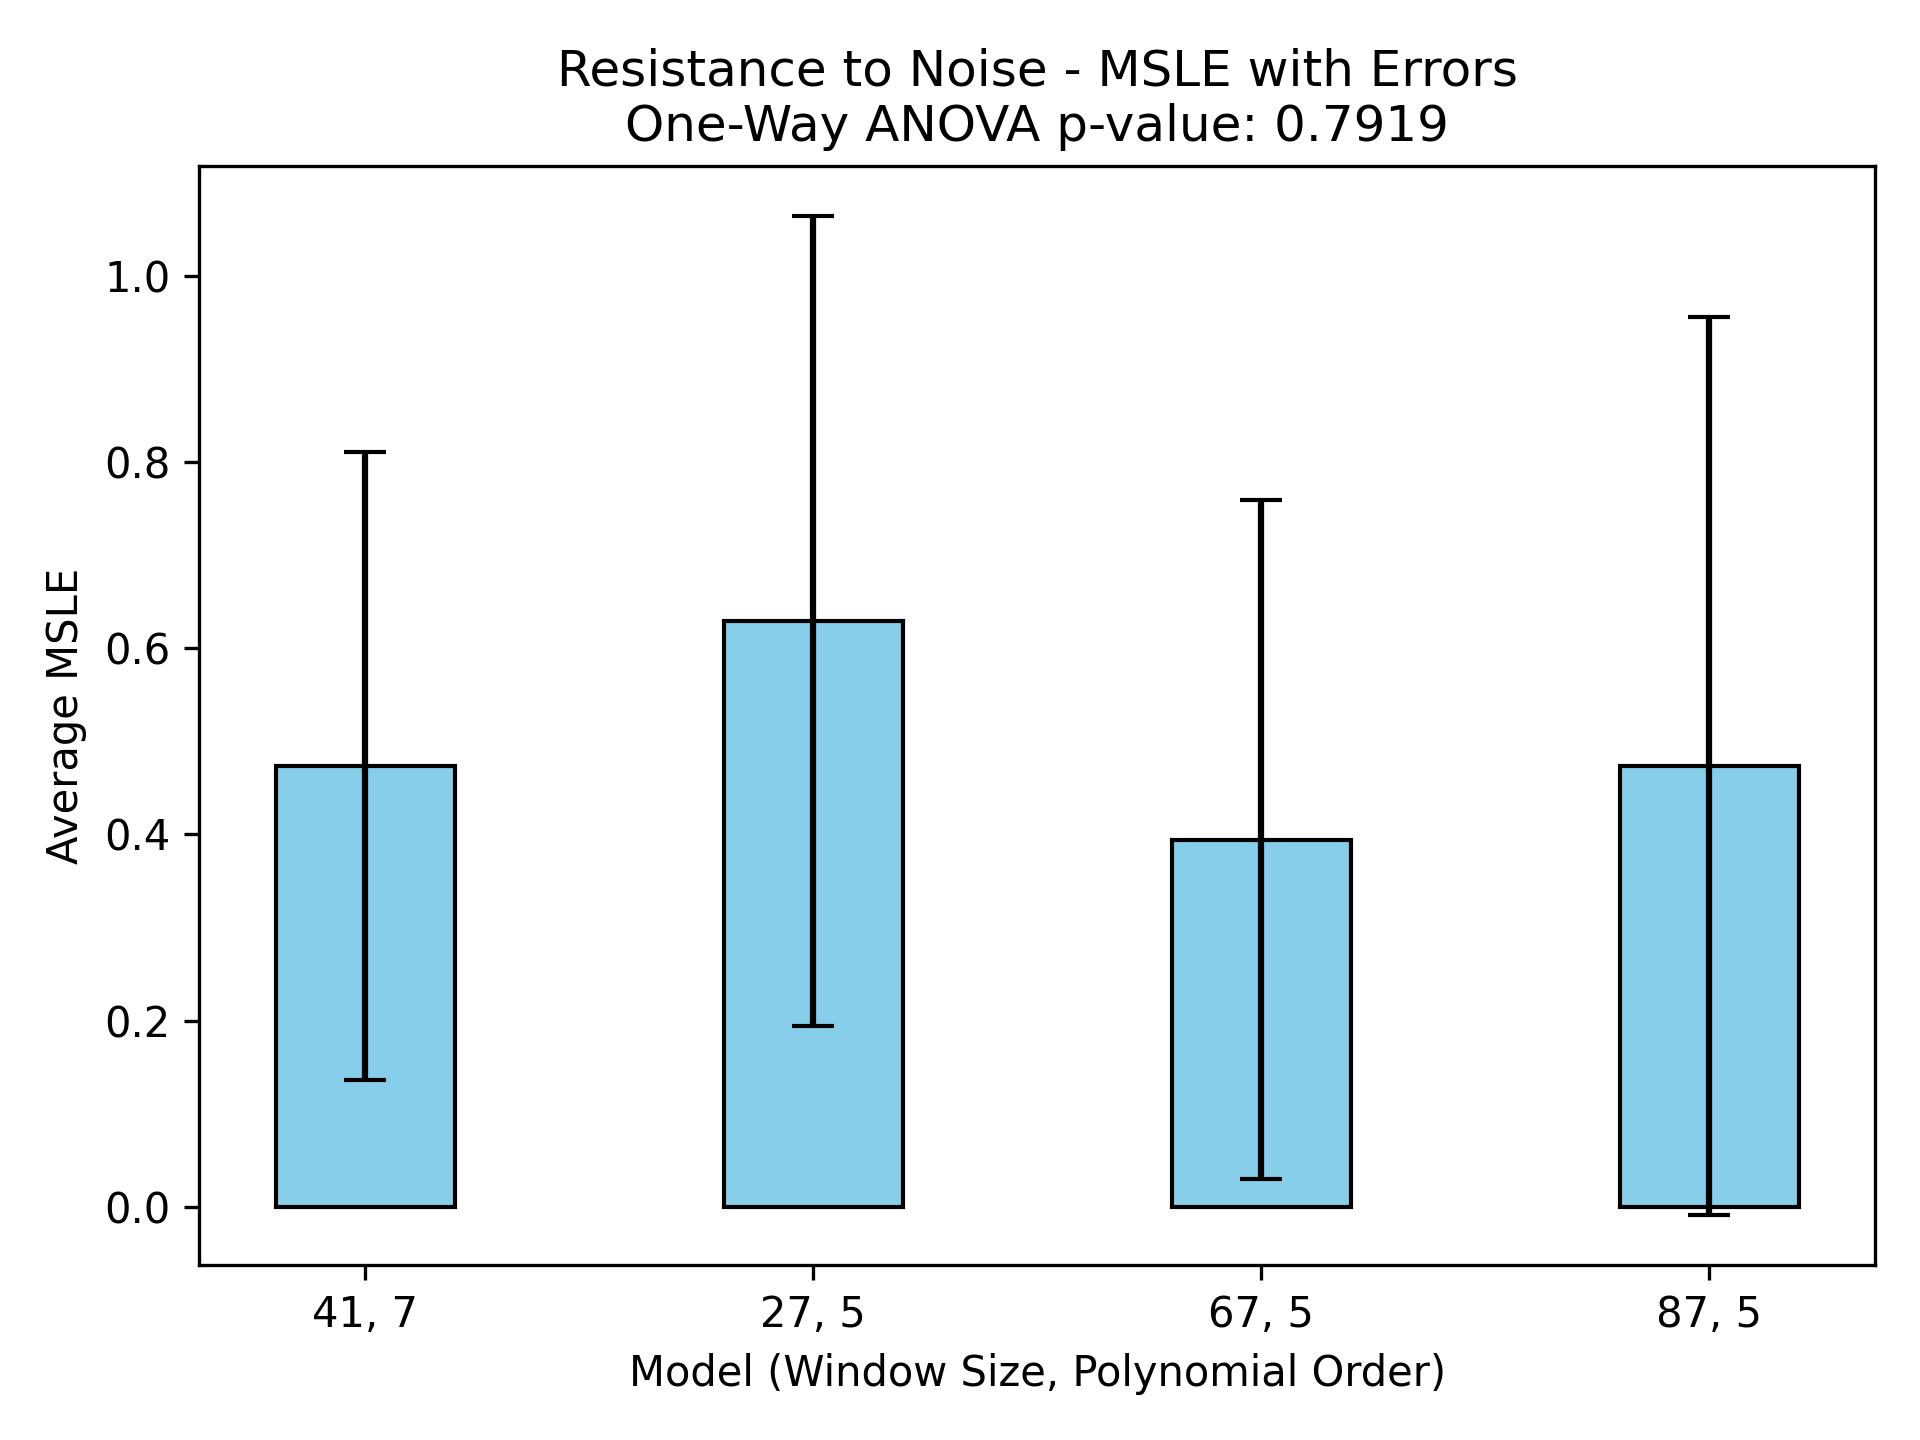 Resistance to Noise - MSLE with Errors
One-Way ANOVA p-value: 0.7919
Average MSLE
1.0
0.8
0.6
0.4
0.2
0.0
41, 7
27, 5
67, 5
87, 5
Model (Window Size, Polynomial Order)